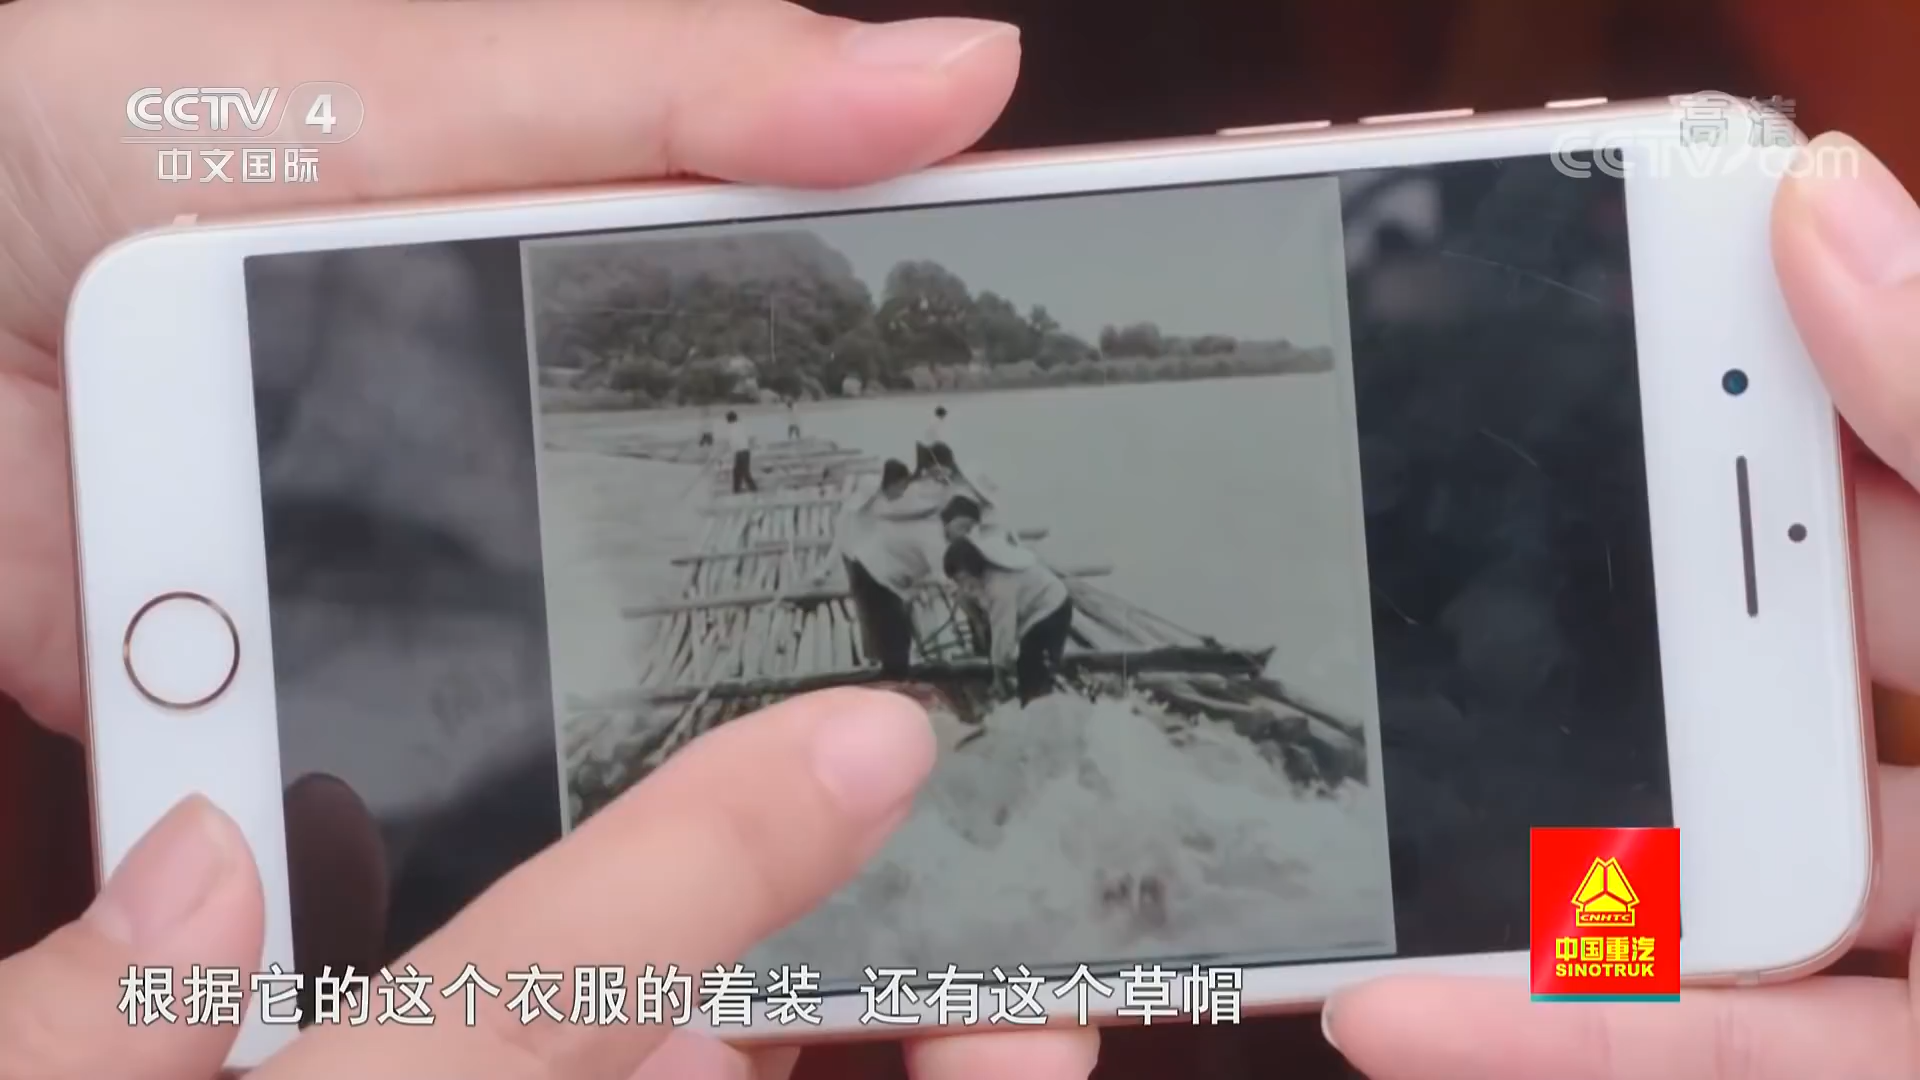 CCTV 4
中文国际
高清
CCTV.com
CNHTC
中国重汽
SINOTRUK
根据它的这个衣服的着装 还有这个草帽